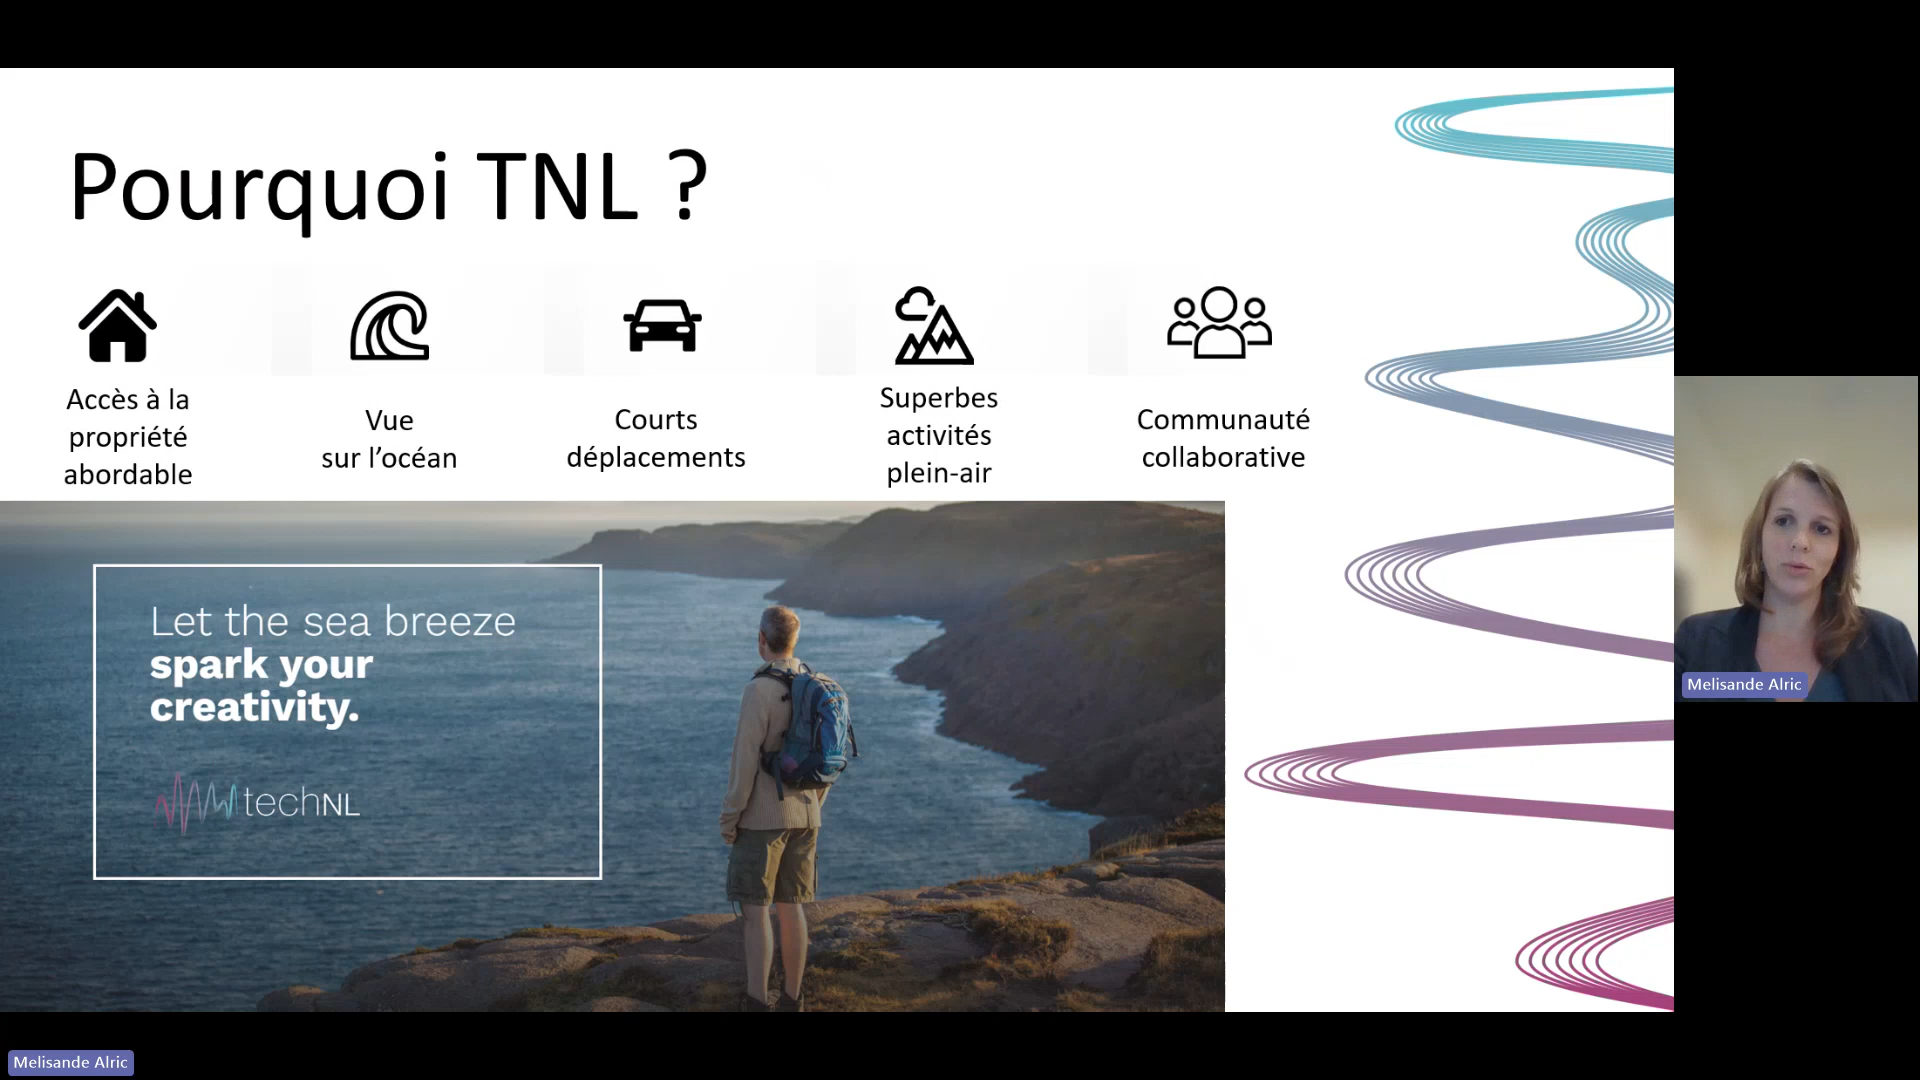 Pourquoi TNL ?
Accès à la
propriété
abordable
Vue
sur l’océan
Courts
déplacements
Superbes
activités
plein-air
Communauté
collaborative
Let the sea breeze
spark your
creativity.
techNL
Melisande Alric
Melisande Alric